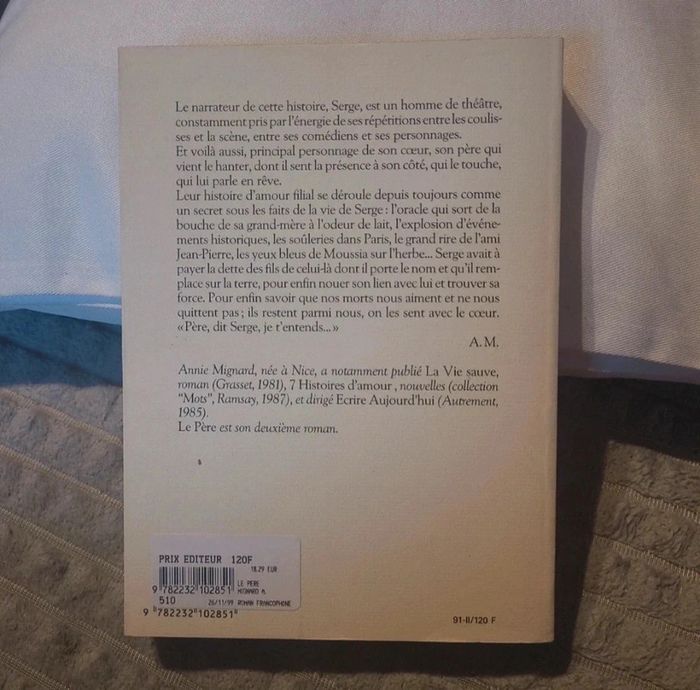 Le narrateur de cette histoire, Serge, est un homme de théâtre,
constamment pris par l'énergie de ses répétitions entre les coulis-
ses et la scène, entre ses comédiens et ses personnages.
Et voilà aussi, principal personnage de son cœur, son père qui
vient le hanter, dont il sent la présence à son côté, qui le touche,
qui lui parle en rêve.
Leur histoire d'amour filial se déroule depuis toujours comme
un secret sous les faits de la vie de Serge : l'oracle qui sort de la
bouche de sa grand-mère à l'odeur de lait, l'explosion d'événe-
ments historiques, les soûleries dans Paris, le grand rire de l'ami
Jean-Pierre, les yeux bleus de Moussia sur l'herbe... Serge avait à
payer la dette des fils de celui-là dont il porte le nom et qu'il rem-
place sur la terre, pour enfin nouer son lien avec lui et trouver sa
force. Pour enfin savoir que nos morts nous aiment et ne nous
quittent pas ; ils restent parmi nous, on les sent avec le cœur.
«Père, dit Serge, je t'entends...»
A. M.
Annie Mignard, née à Nice, a notamment publié La Vie sauve,
roman (Grasset, 1981), 7 Histoires d'amour, nouvelles (collection
"Mots", Ramsay, 1987), et dirigé Ecrire Aujourd'hui (Autrement,
1985).
Le Père est son deuxième roman.
PRIX EDITEUR 120F
18.29 EUR
9 782232 102851 LE PERE
MIGNARD A.
510
26/11/99 ROMAN FRANCOPHONE
9 782232 102851
91-II/120 F